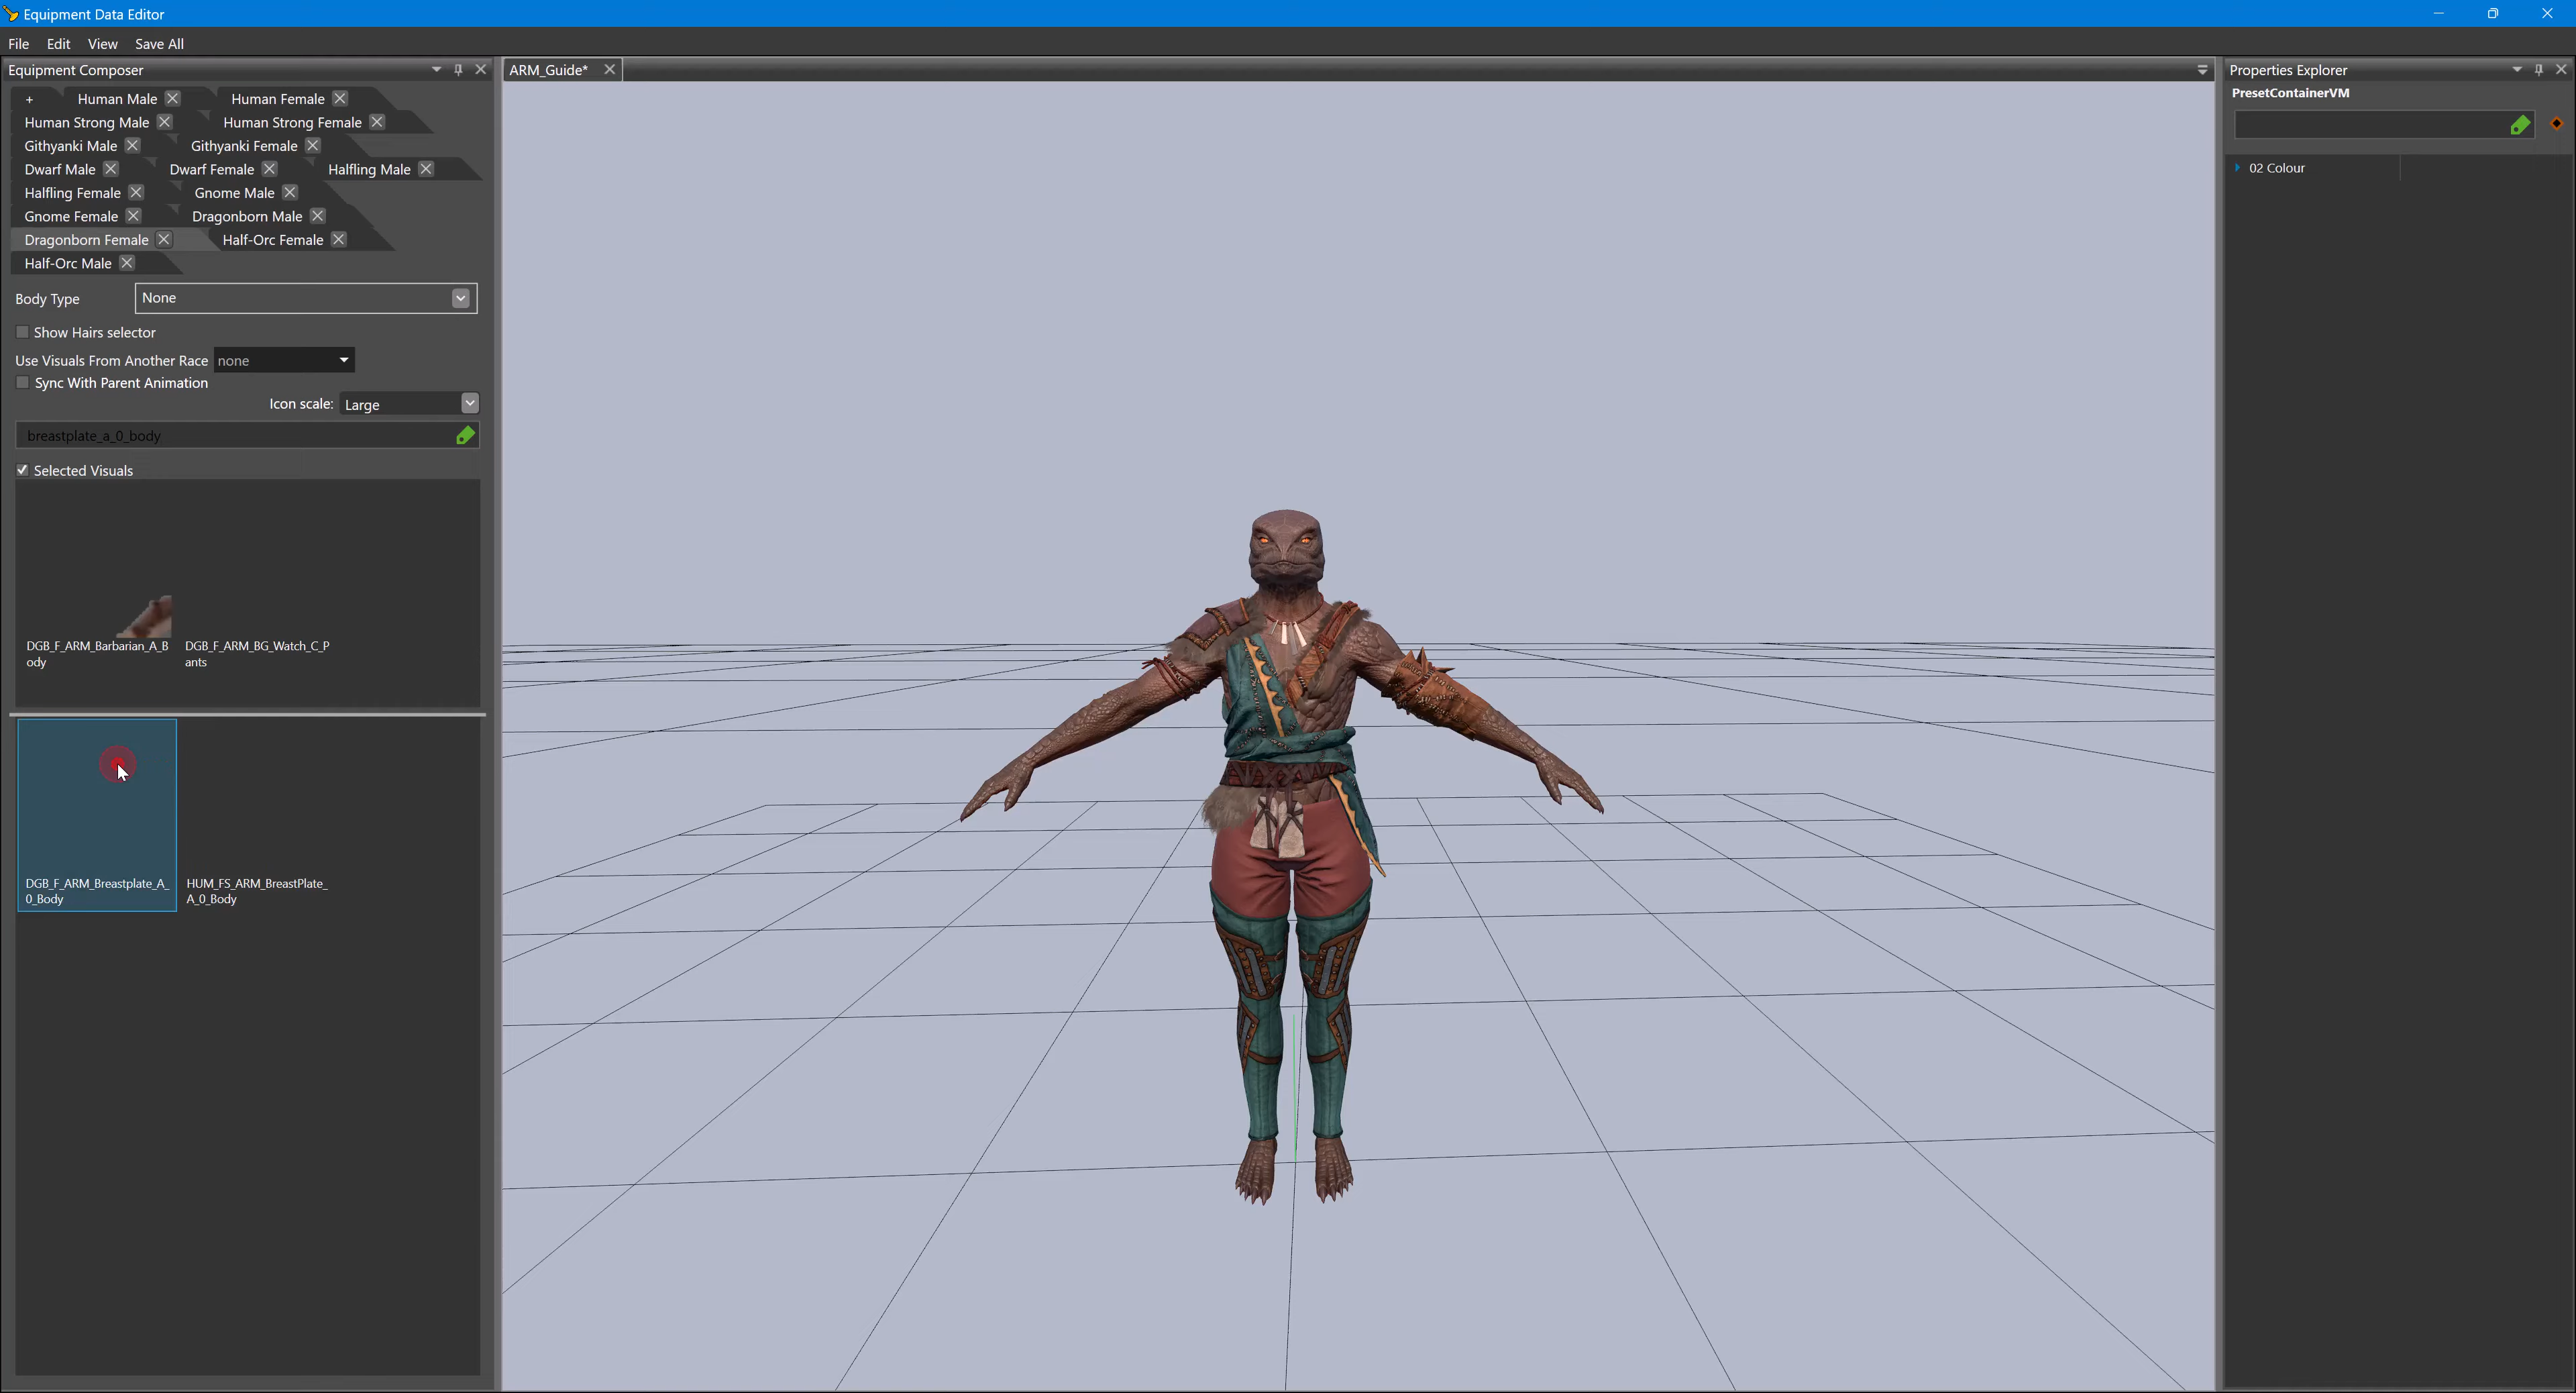 Equipment Data Editor
File Edit View Save All
Equipment Composer
+ Human Male Human Female
Human Strong Male Human Strong Female
Githyanki Male Githyanki Female
Dwarf Male Dwarf Female Halfling Male
Halfling Female Gnome Male
Gnome Female Dragonborn Male
Dragonborn Female Half-Orc Female
Half-Orc Male
Body Type None
Show Hairs selector
Use Visuals From Another Race none
Sync With Parent Animation
Icon scale: Large
breastplate_a_0_body
Selected Visuals
DGB_F_ARM_Barbarian_A_B
ody
DGB_F_ARM_BG_Watch_C_P
ants
DGB_F_ARM_Breastplate_A_
0_Body
HUM_FS_ARM_BreastPlate_
A_0_Body
ARM_Guide*
Properties Explorer
PresetContainerVM
02 Colour